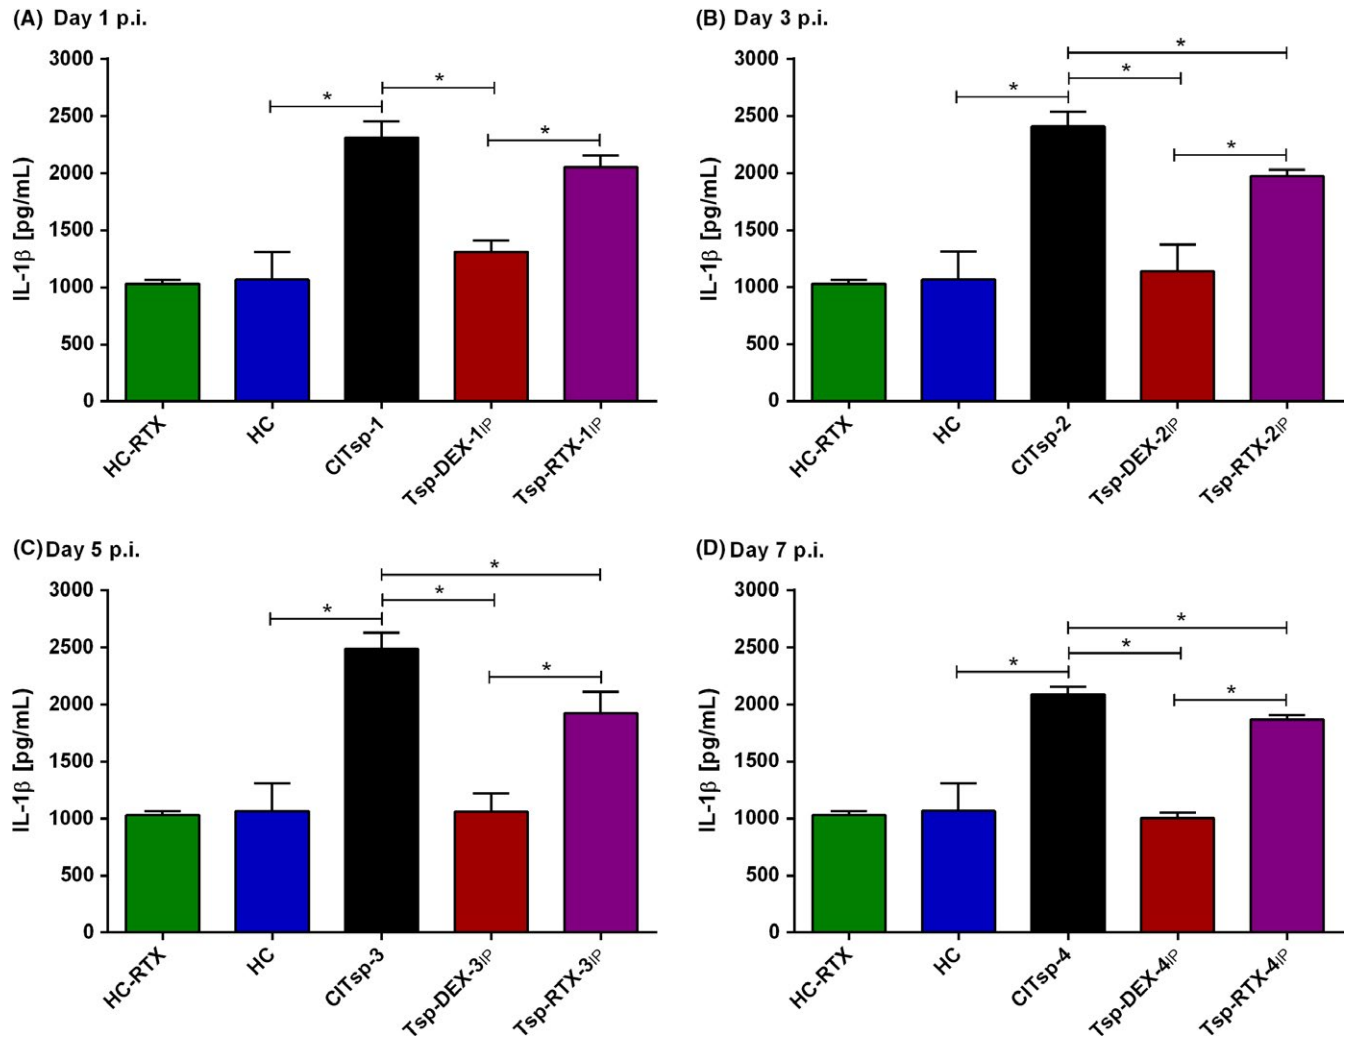 (A) Day 1 p.i.
IL-1β [pg/mL]
3000
2500
2000
1500
1000
500
0
* * *
HC-RTX HC CITsp-1 Tsp-DEX-1IP Tsp-RTX-1IP
(B) Day 3 p.i.
IL-1β [pg/mL]
3000
2500
2000
1500
1000
500
0
* * * *
HC-RTX HC CITsp-2 Tsp-DEX-2IP Tsp-RTX-2IP
(C) Day 5 p.i.
IL-1β [pg/mL]
3000
2500
2000
1500
1000
500
0
* * * *
HC-RTX HC CITsp-3 Tsp-DEX-3IP Tsp-RTX-3IP
(D) Day 7 p.i.
IL-1β [pg/mL]
3000
2500
2000
1500
1000
500
0
* * * *
HC-RTX HC CITsp-4 Tsp-DEX-4IP Tsp-RTX-4IP